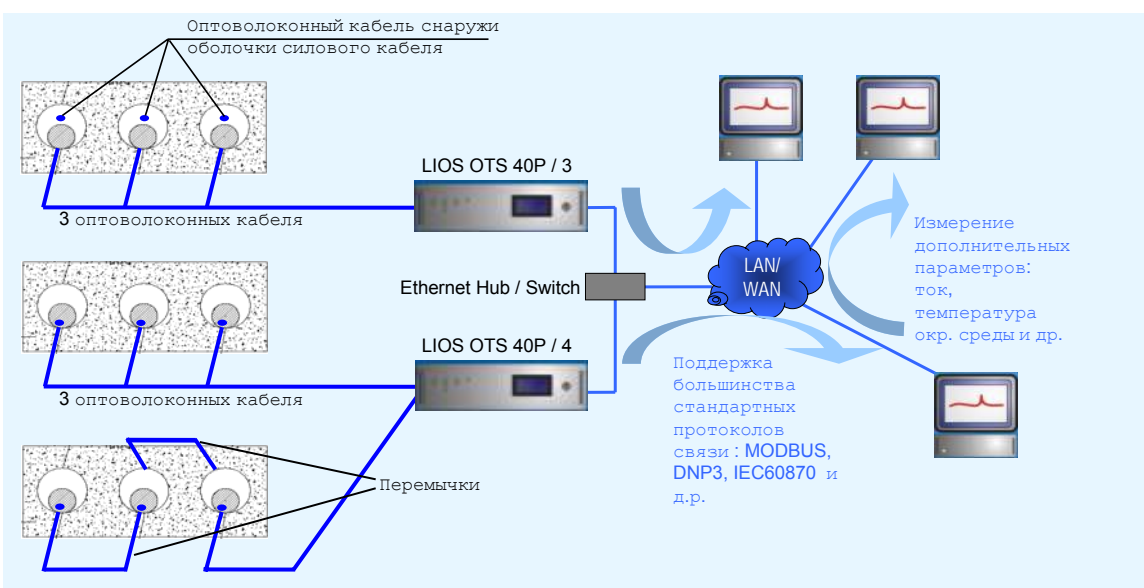 Оптоволоконный кабель снаружи
оболочки силового кабеля
LIOS OTS 40P / 3
3 оптоволоконных кабеля
Измерение
дополнительных
параметров:
ток,
температура
окр. среды и др.
LAN/
WAN
Ethernet Hub / Switch
LIOS OTS 40P / 4
3 оптоволоконных кабеля
Поддержка
большинства
стандартных
протоколов
связи : MODBUS,
DNP3, IEC60870 и
д.р.
Перемычки